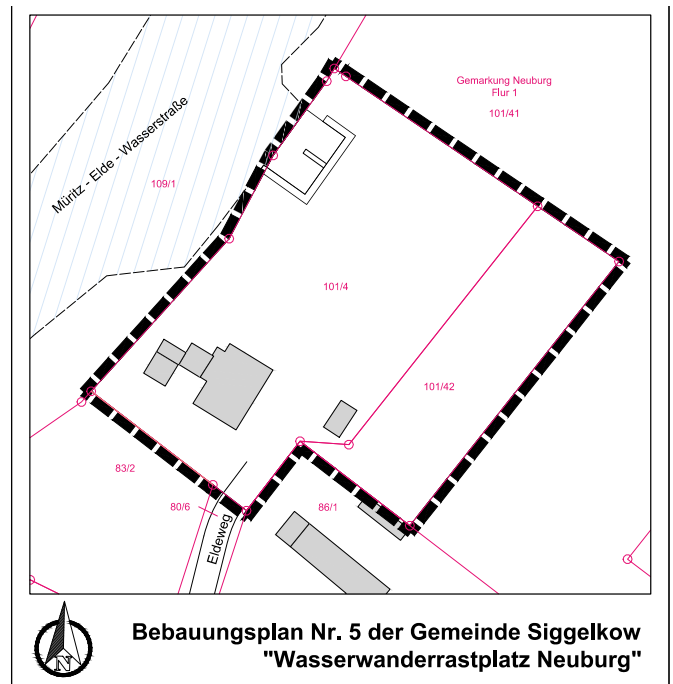 Gemarkung Neuburg
Flur 1
101/41
Müritz - Elde - Wasserstraße
109/1
101/4
101/42
83/2
80/6
86/1
Eldeweg
N
Bebauungsplan Nr. 5 der Gemeinde Siggelkow
"Wasserwanderrastplatz Neuburg"